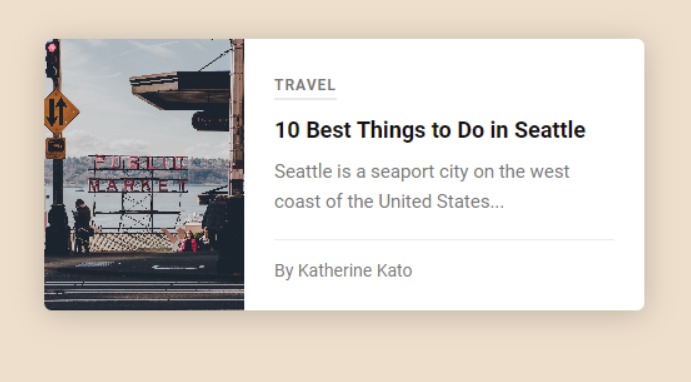 PUBLIC
MARKET
TRAVEL
10 Best Things to Do in Seattle
Seattle is a seaport city on the west
coast of the United States...
By Katherine Kato